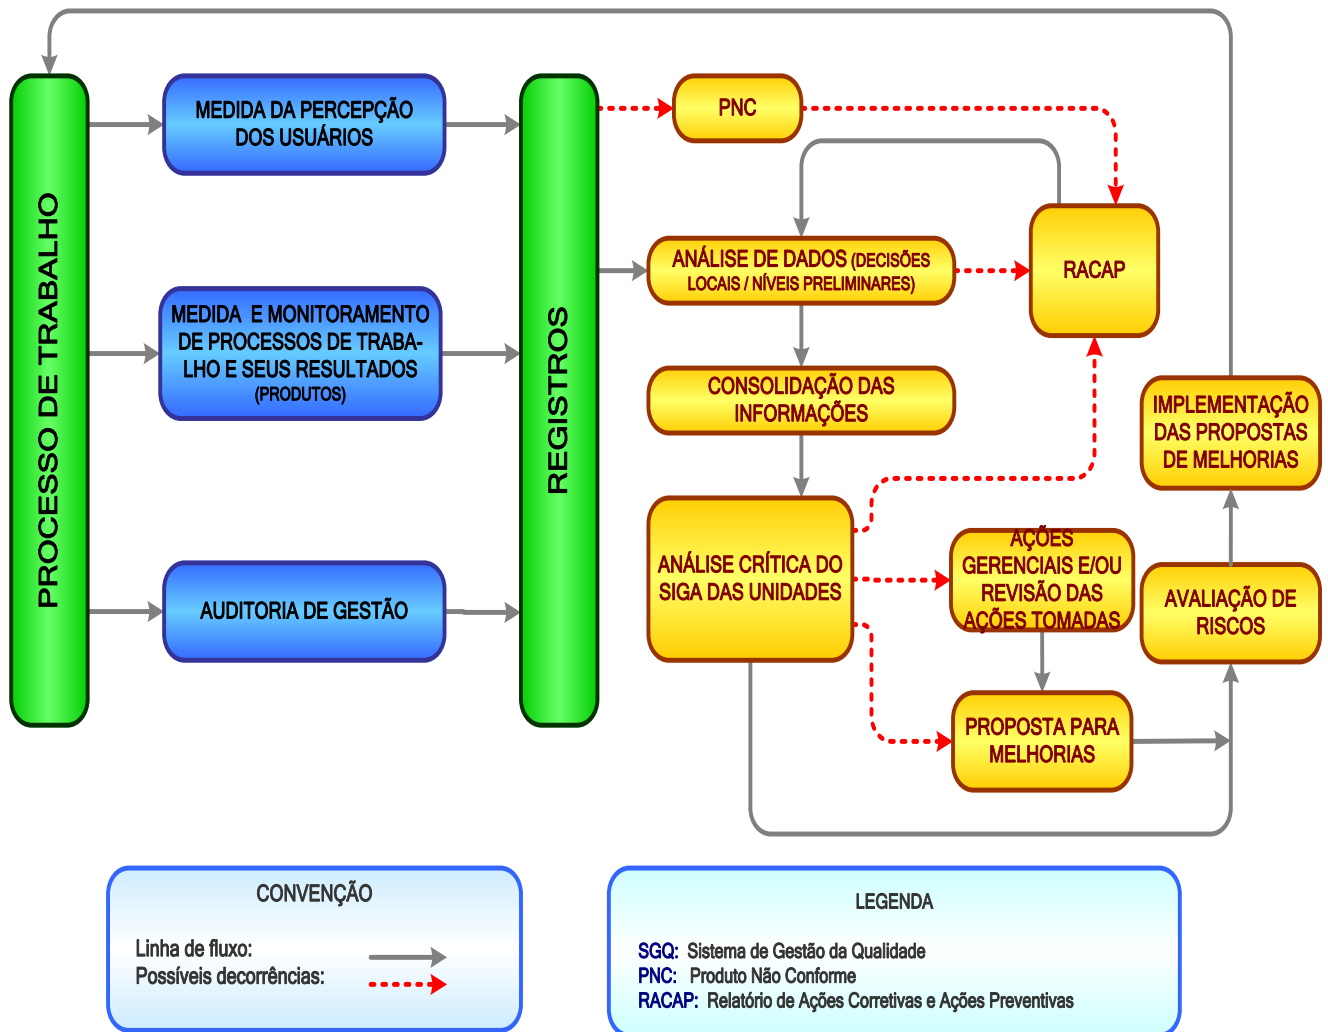 PROCESSO DE TRABALHO
MEDIDA DA PERCEPÇÃO
DOS USUÁRIOS
MEDIDA E MONITORAMENTO
DE PROCESSOS DE TRABA-
LHO E SEUS RESULTADOS
(PRODUTOS)
AUDITORIA DE GESTÃO
REGISTROS
PNC
ANÁLISE DE DADOS (DECISÕES
LOCAIS / NÍVEIS PRELIMINARES)
RACAP
CONSOLIDAÇÃO DAS
INFORMAÇÕES
ANÁLISE CRÍTICA DO
SIGA DAS UNIDADES
AÇÕES
GERENCIAIS E/OU
REVISÃO DAS
AÇÕES TOMADAS
PROPOSTA PARA
MELHORIAS
IMPLEMENTAÇÃO
DAS PROPOSTAS
DE MELHORIAS
AVALIAÇÃO DE
RISCOS
CONVENÇÃO
Linha de fluxo:
Possíveis decorrências:
LEGENDA
SGQ: Sistema de Gestão da Qualidade
PNC: Produto Não Conforme
RACAP: Relatório de Ações Corretivas e Ações Preventivas